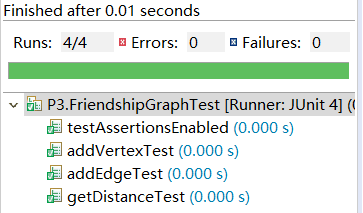 Finished after 0.01 seconds
Runs: 4/4 Errors: 0 Failures: 0
P3.FriendshipGraphTest [Runner: JUnit 4] (
testAssertionsEnabled (0.000 s)
addVertexTest (0.000 s)
addEdgeTest (0.000 s)
getDistanceTest (0.000 s)